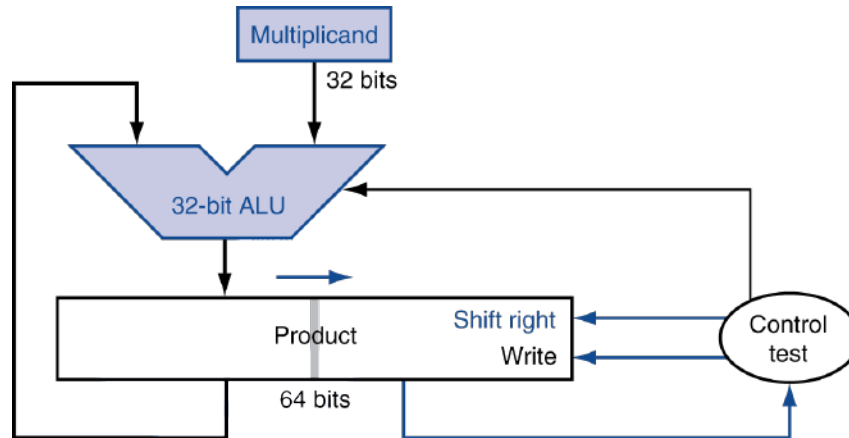 Multiplicand
32 bits
32-bit ALU
Product
Shift right
Write
64 bits
Control
test